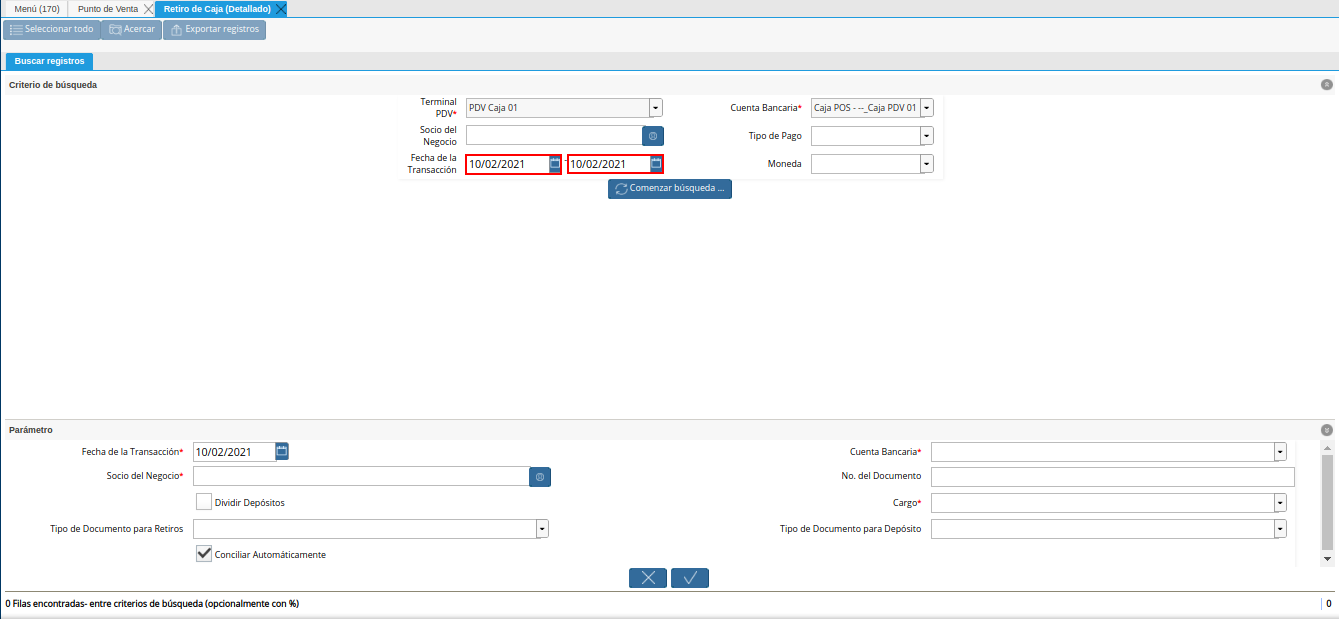 Menú (170) Punto de Venta Retiro de Caja (Detallado)
Seleccionar todo Acercar Exportar registros
Buscar registros
Criterio de búsqueda
Terminal PDV* PDV Caja 01 Cuenta Bancaria* Caja POS - --_Caja PDV 01
Socio del Negocio Tipo de Pago
Fecha de la Transacción 10/02/2021 - 10/02/2021 Moneda
Comenzar búsqueda ...
Parámetro
Fecha de la Transacción* 10/02/2021 Cuenta Bancaria*
Socio del Negocio* No. del Documento
Dividir Depósitos Cargo*
Tipo de Documento para Retiros Tipo de Documento para Depósito
Conciliar Automáticamente
0 Filas encontradas- entre criterios de búsqueda (opcionalmente con %) 0